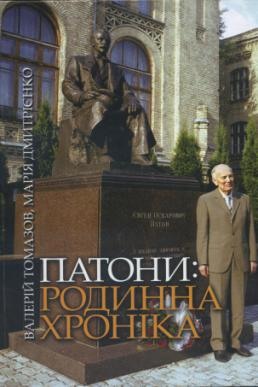 ВАЛЕРІЙ ТОМАЗОВ, МАРІЯ ДМИТРІЄНКО
ЄВГЕН ОСКАРОВИЧ
ПАТОН
ПАТОНИ:
РОДИННА
ХРОНІКА